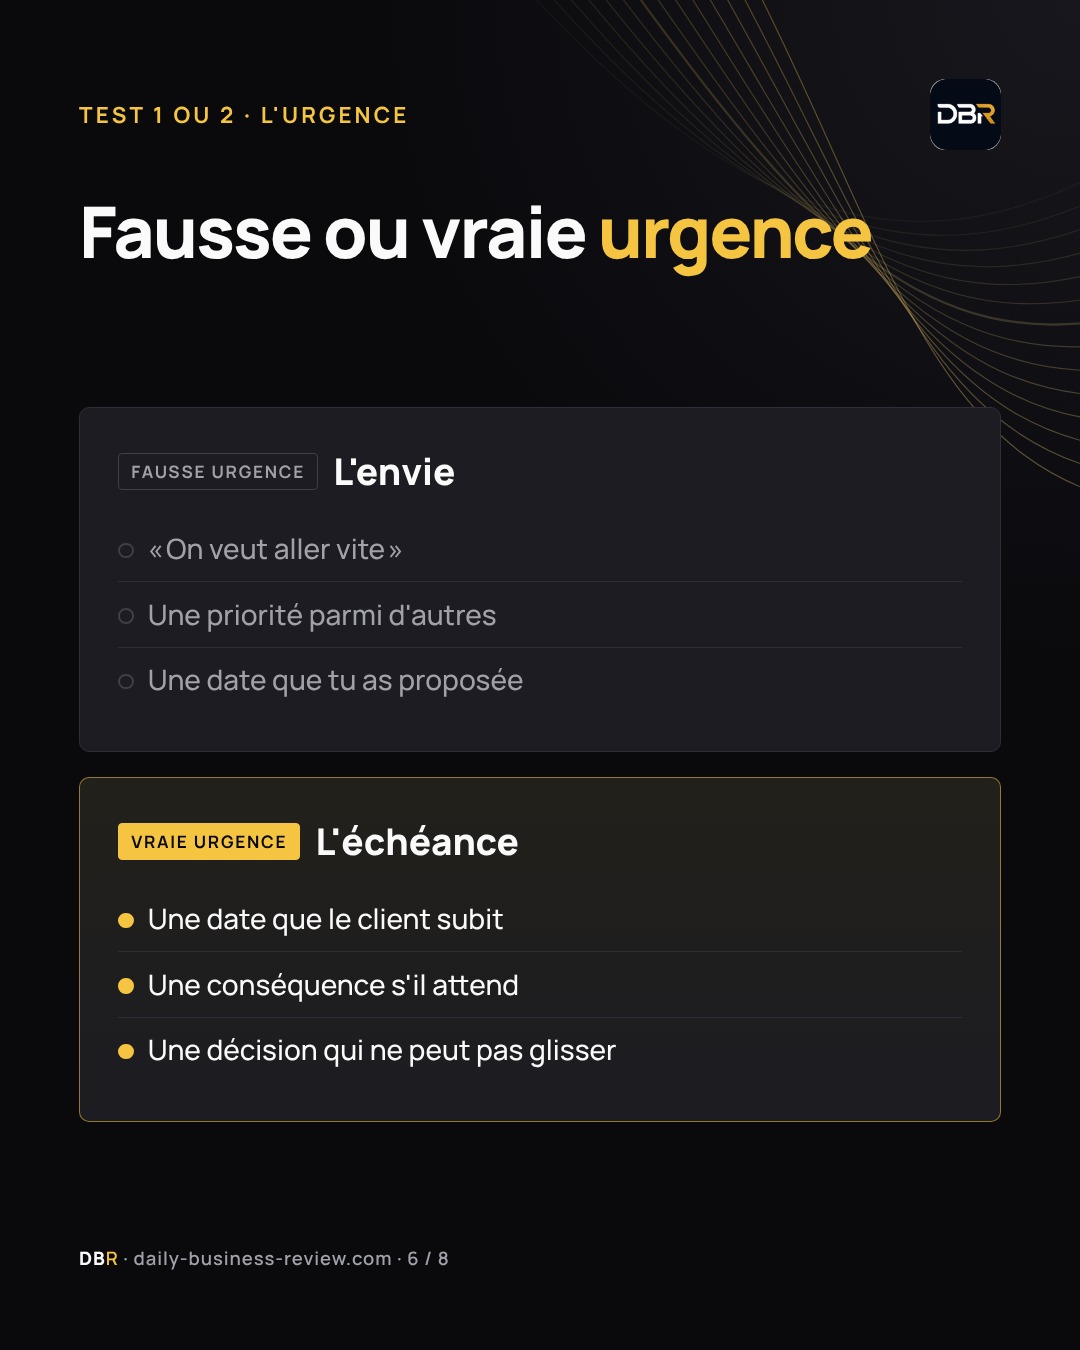 TEST 1 OU 2 · L'URGENCE
DBR
Fausse ou vraie urgence
FAUSSE URGENCE L'envie
«On veut aller vite»
Une priorité parmi d'autres
Une date que tu as proposée
VRAIE URGENCE L'échéance
Une date que le client subit
Une conséquence s'il attend
Une décision qui ne peut pas glisser
DBR · daily-business-review.com · 6 / 8